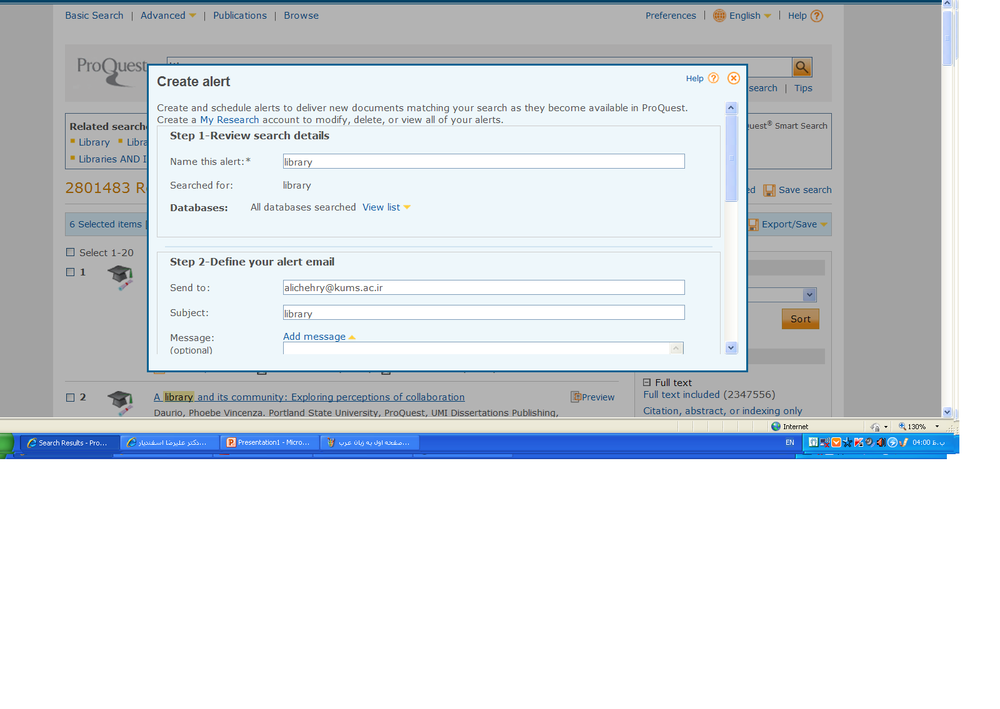 Basic Search | Advanced | Publications | Browse
Preferences | English | Help ?
ProQuest
search | Tips
Create alert
Help ?
Create and schedule alerts to deliver new documents matching your search as they become available in ProQuest.
Create a My Research account to modify, delete, or view all of your alerts.
Step 1-Review search details
Name this alert:* library
Searched for: library
Databases: All databases searched View list
Step 2-Define your alert email
Send to: alichehry@kums.ac.ir
Subject: library
Message: Add message
(optional)
Related
Library
Libraries AND
Smart Search
2801483
Save search
6 Selected items
Export/Save
Select 1-20
1
Sort
2 A library and its community: Exploring perceptions of collaboration
Preview
Daurio, Phoebe Vincenza. Portland State University, ProQuest, UMI Dissertations Publishing,
Full text
Full text included (2347556)
Citation, abstract, or indexing only
Internet
130%
Search Results - Pro...
دکتر علیرضا اسفندیار...
Presentation1 - Micro...
صفحه اول به زبان عرب...
EN
04:00 ب.ظ